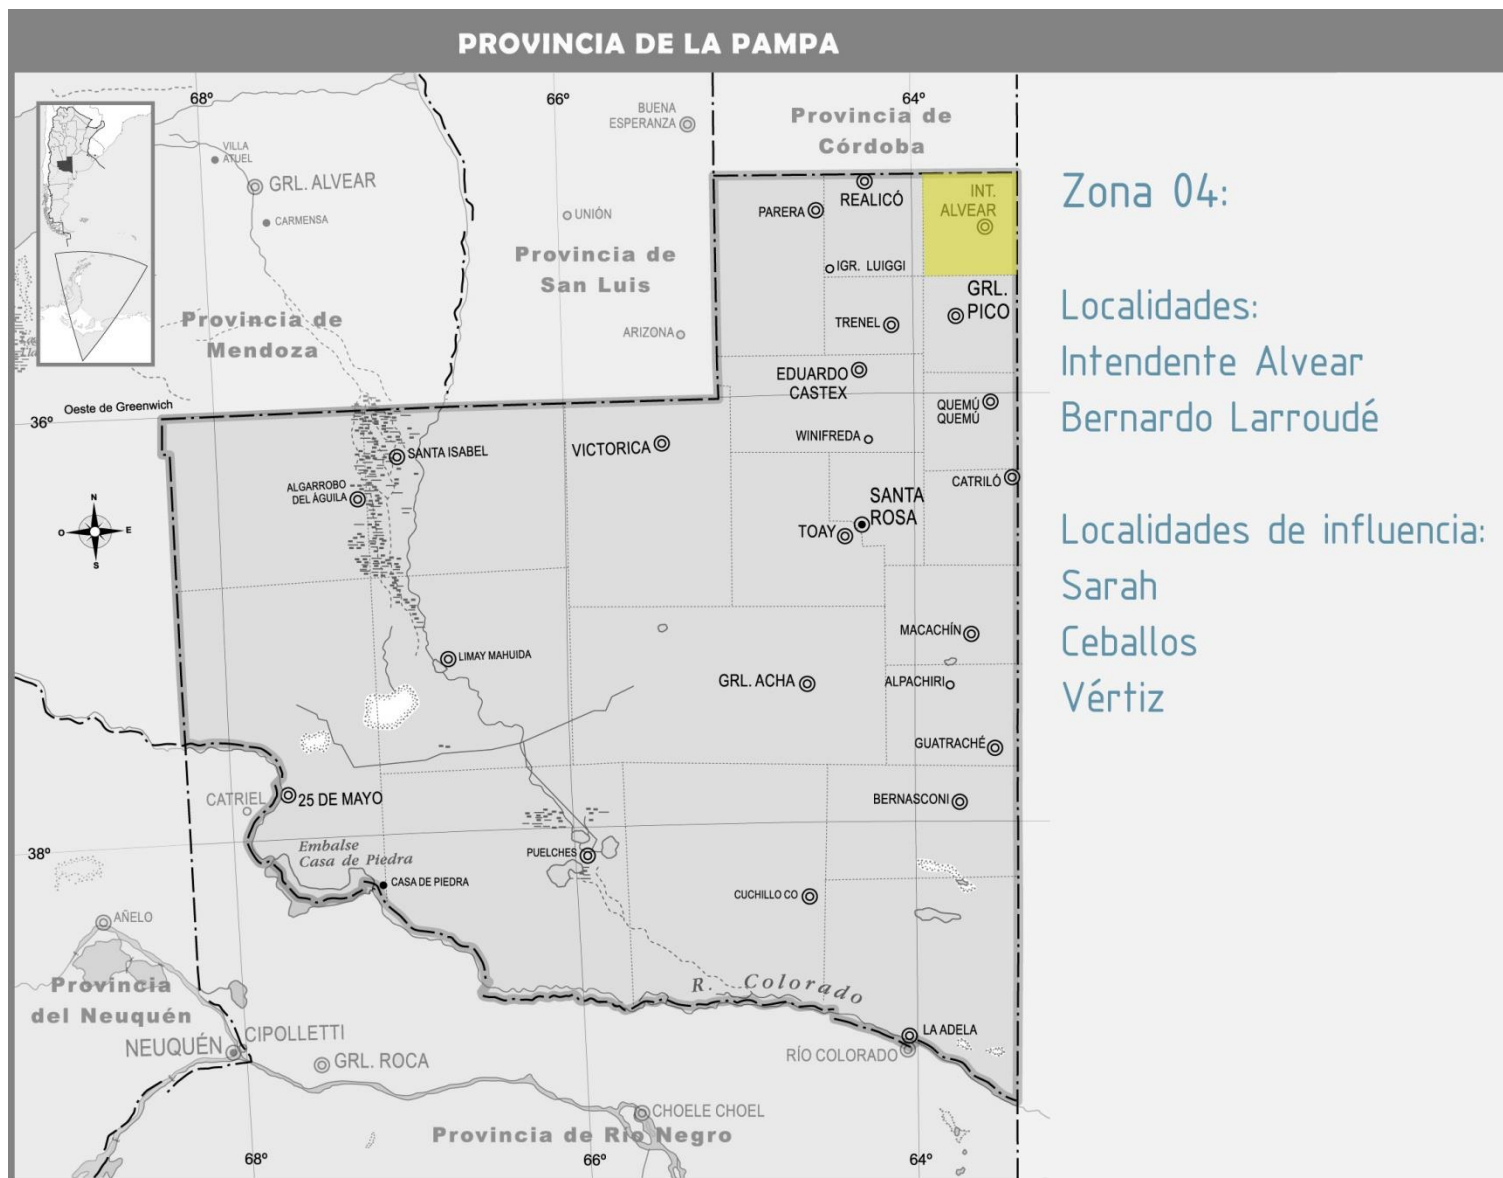 PROVINCIA DE LA PAMPA
68º
66º
64º
BUENA
ESPERANZA
Provincia de
Córdoba
VILLA
ATUEL
GRL. ALVEAR
CARMENSA
UNIÓN
Provincia de
San Luis
PARERA
REALICÓ
INT.
ALVEAR
IGR. LUIGGI
GRL.
PICO
TRENEL
ARIZONA
Provincia de
Mendoza
EDUARDO
CASTEX
QUEMÚ
QUEMÚ
Oeste de Greenwich
36º
WINIFREDA
VICTORICA
SANTA ISABEL
CATRILÓ
ALGARROBO
DEL ÀGUILA
SANTA
ROSA
TOAY
N
O
E
S
MACACHÍN
LIMAY MAHUIDA
GRL. ACHA
ALPACHIRI
GUATRACHÉ
CATRIEL
25 DE MAYO
BERNASCONI
38º
Embalse
Casa de Piedra
PUELCHES
CASA DE PIEDRA
CUCHILLO CO
AÑELO
Provincia
del Neuquén
R. Colorado
NEUQUÉN
CIPOLLETTI
GRL. ROCA
LA ADELA
RÍO COLORADO
CHOELE CHOEL
Provincia de Río Negro
68º
66º
64º
Zona 04:
Localidades:
Intendente Alvear
Bernardo Larroudé
Localidades de influencia:
Sarah
Ceballos
Vértiz